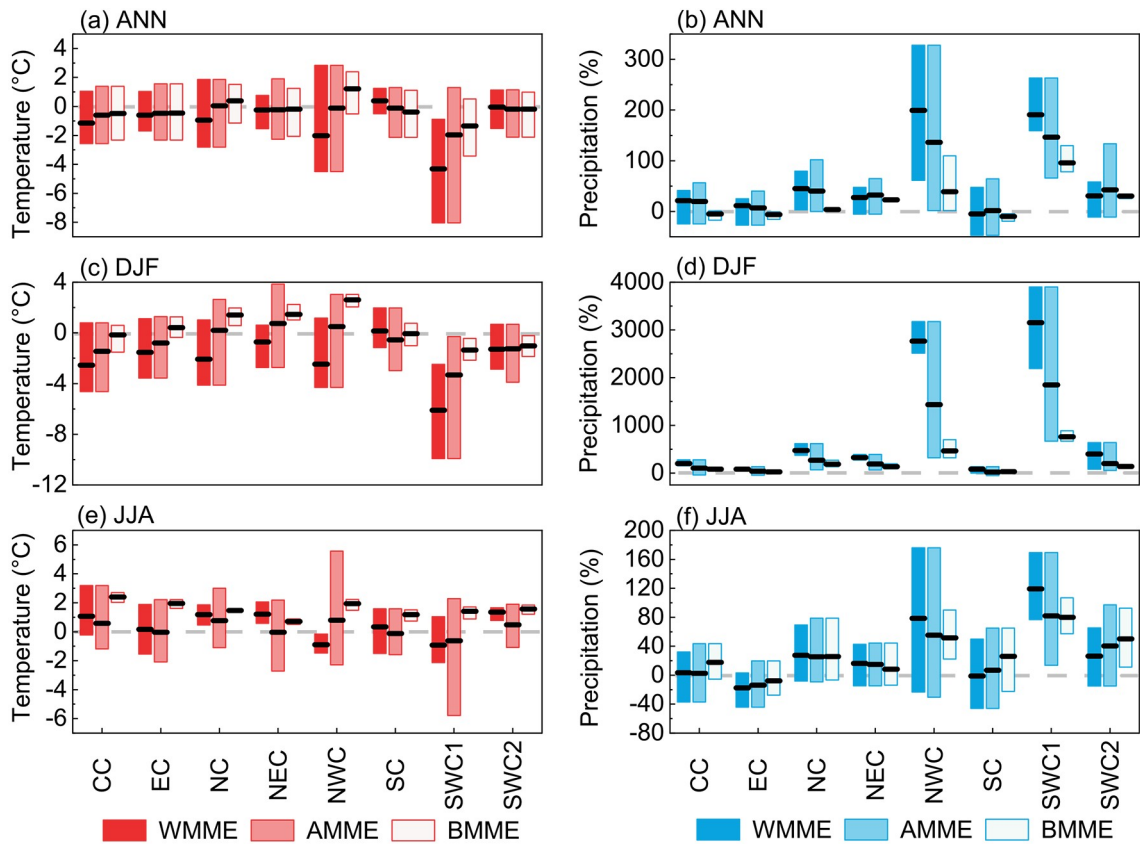 (a) ANN
Temperature (°C)
4
2
0
-2
-4
-6
-8
(b) ANN
Precipitation (%)
300
200
100
0
(c) DJF
Temperature (°C)
4
0
-4
-8
-12
(d) DJF
Precipitation (%)
4000
3000
2000
1000
0
(e) JJA
Temperature (°C)
6
4
2
0
-2
-4
-6
CC
EC
NC
NEC
NWC
SC
SWC1
SWC2
WMME
AMME
BMME
(f) JJA
Precipitation (%)
200
160
120
80
40
0
-40
-80
CC
EC
NC
NEC
NWC
SC
SWC1
SWC2
WMME
AMME
BMME